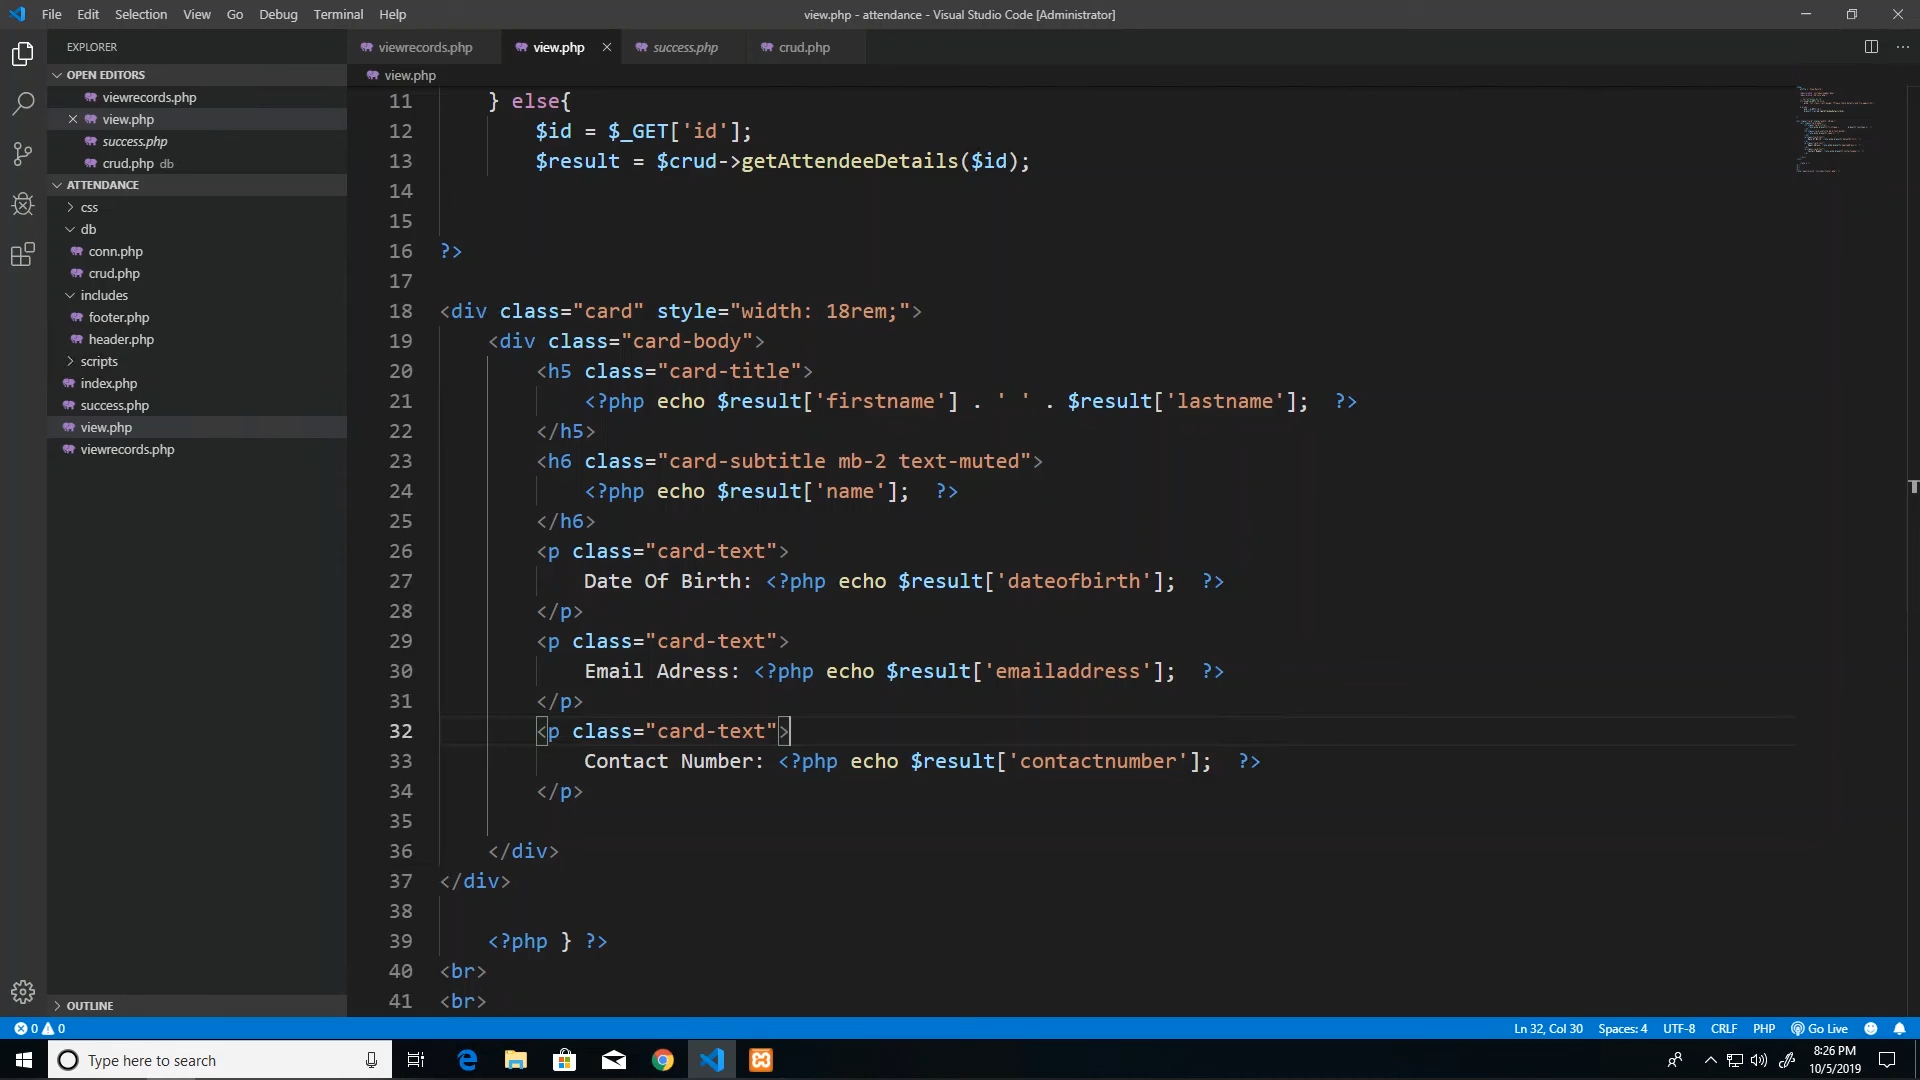 File Edit Selection View Go Debug Terminal Help
view.php - attendance - Visual Studio Code [Administrator]
EXPLORER
OPEN EDITORS
viewrecords.php
view.php
success.php
crud.php db
ATTENDANCE
css
db
conn.php
crud.php
includes
footer.php
header.php
scripts
index.php
success.php
view.php
viewrecords.php
OUTLINE
viewrecords.php view.php success.php crud.php
view.php
11 } else{
12 $id = $_GET['id'];
13 $result = $crud->getAttendeeDetails($id);
14
15
16 ?>
17
18 <div class="card" style="width: 18rem;">
19 <div class="card-body">
20 <h5 class="card-title">
21 <?php echo $result['firstname'] . ' ' . $result['lastname'];  ?>
22 </h5>
23 <h6 class="card-subtitle mb-2 text-muted">
24 <?php echo $result['name'];  ?>
25 </h6>
26 <p class="card-text">
27 Date Of Birth: <?php echo $result['dateofbirth'];  ?>
28 </p>
29 <p class="card-text">
30 Email Adress: <?php echo $result['emailaddress'];  ?>
31 </p>
32 <p class="card-text">
33 Contact Number: <?php echo $result['contactnumber'];  ?>
34 </p>
35
36 </div>
37 </div>
38
39 <?php } ?>
40 <br>
41 <br>
0 0
Ln 32, Col 30 Spaces: 4 UTF-8 CRLF PHP Go Live
Type here to search
8:26 PM
10/5/2019